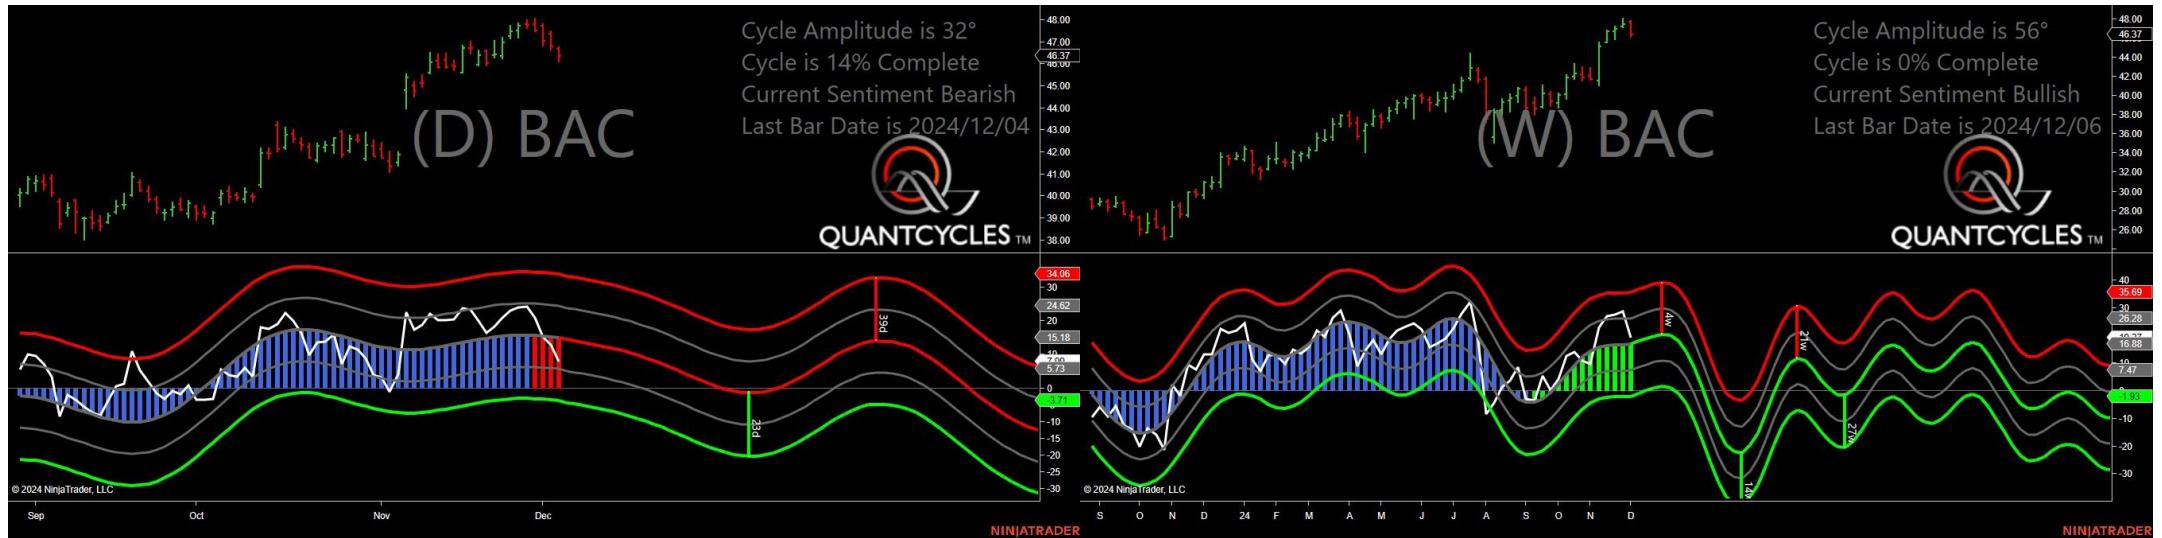 Cycle Amplitude is 32°
Cycle is 14% Complete
Current Sentiment Bearish
Last Bar Date is 2024/12/04
(D) BAC
QUANTCYCLES TM
48.00
47.00
46.37
46.00
45.00
44.00
43.00
42.00
41.00
40.00
39.00
38.00
34.06
30
24.62
20
15.18
10
5.73
0
-3.71
-10
-15
-20
-25
-30
39d
23d
© 2024 NinjaTrader, LLC
Sep Oct Nov Dec
NINJATRADER
Cycle Amplitude is 56°
Cycle is 0% Complete
Current Sentiment Bullish
Last Bar Date is 2024/12/06
(W) BAC
QUANTCYCLES TM
48.00
46.37
44.00
42.00
40.00
38.00
36.00
34.00
32.00
30.00
28.00
26.00
40
35.69
30
26.28
16.88
10
7.47
-1.93
-10
-20
-30
4w
21w
27w
© 2024 NinjaTrader, LLC
S O N D 24 F M A M J J A S O N D
NINJATRADER